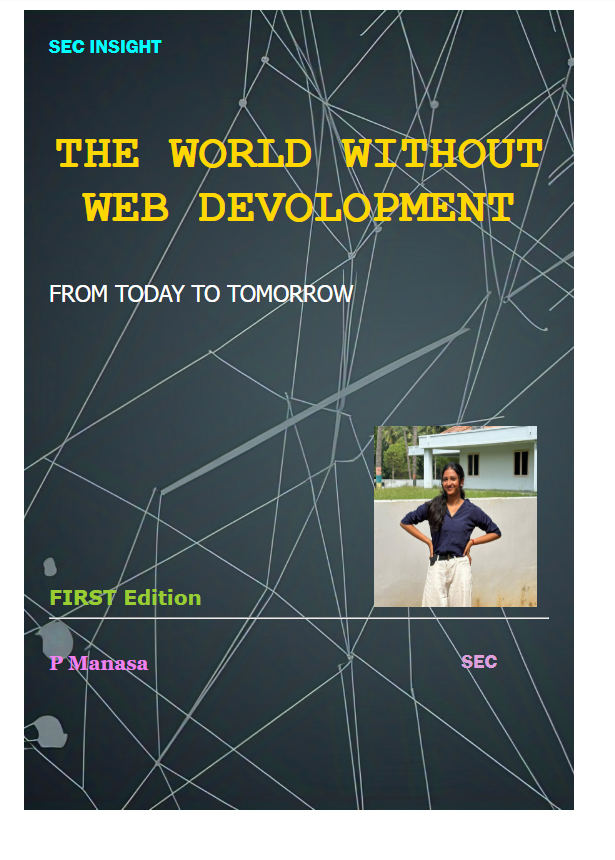 SEC INSIGHT
THE WORLD WITHOUT
WEB DEVOLOPMENT
FROM TODAY TO TOMORROW
FIRST Edition
P Manasa
SEC